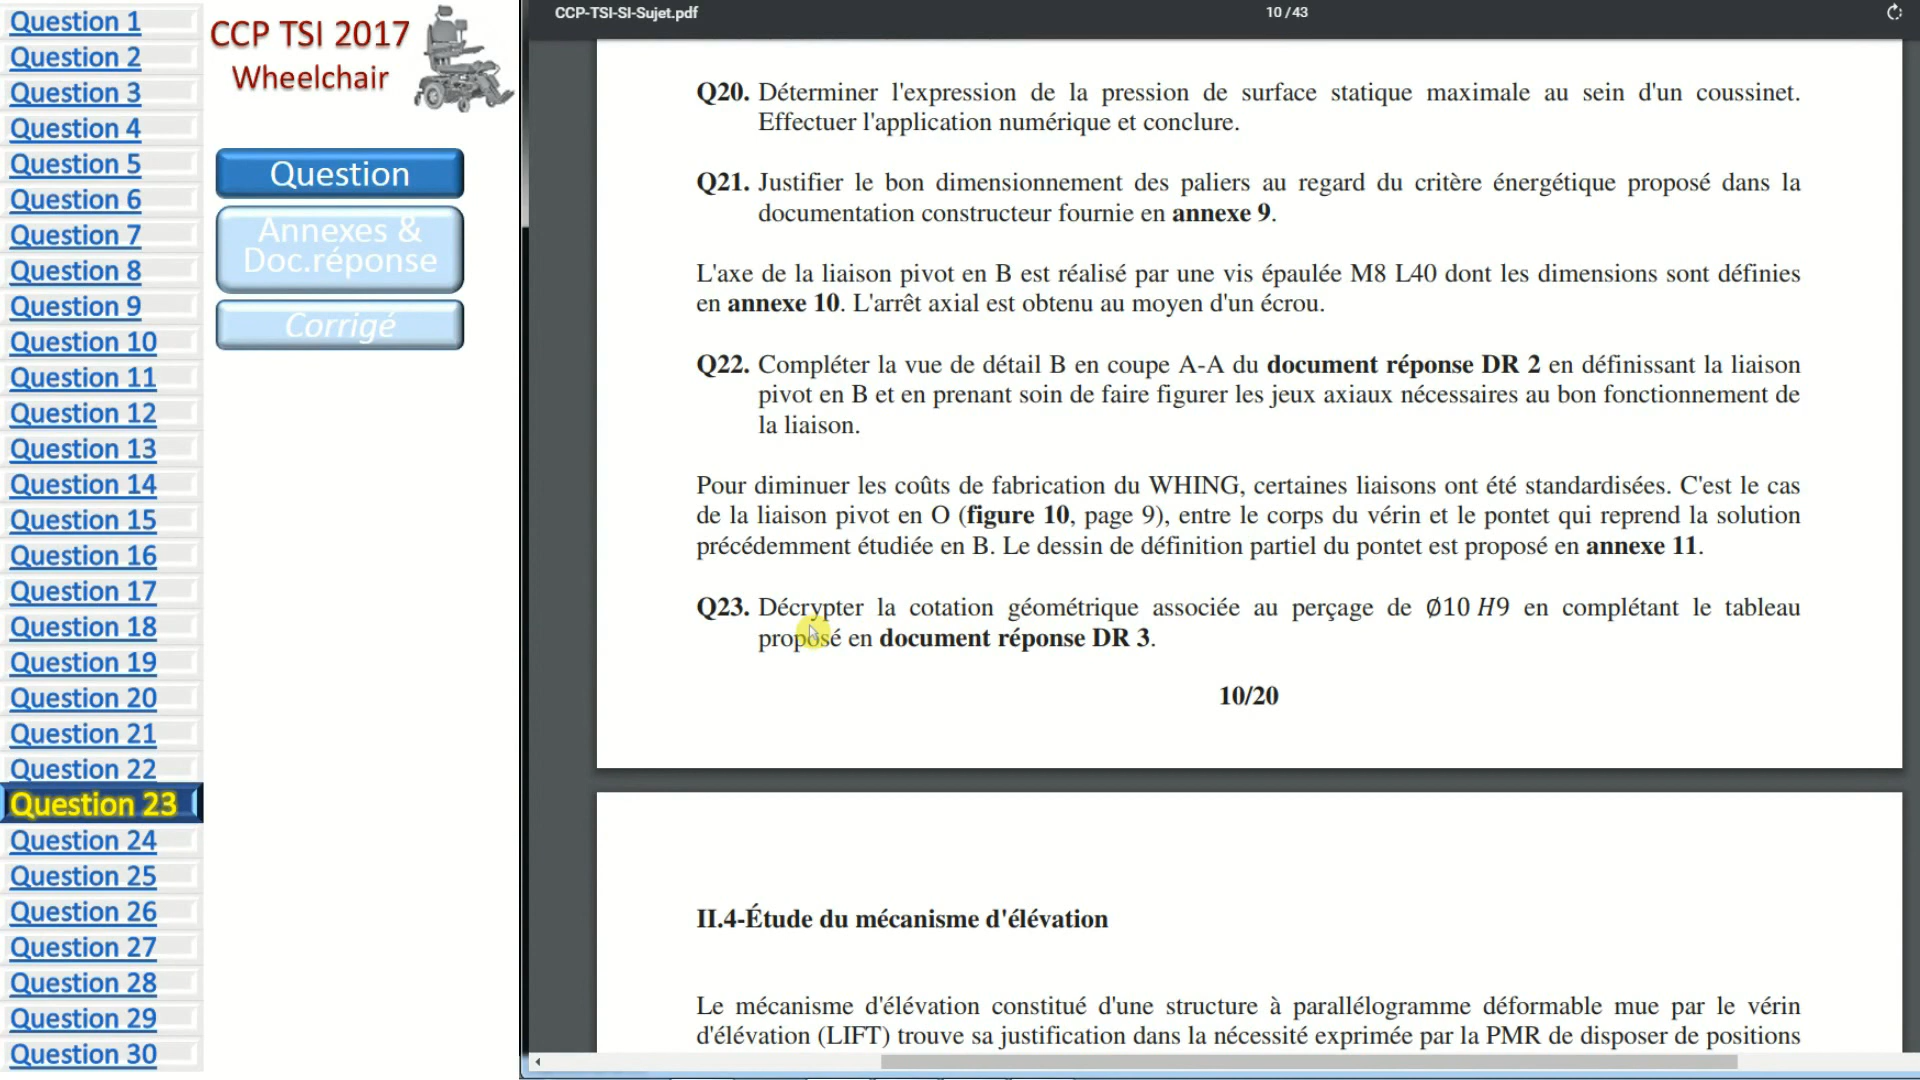 Question 1
Question 2
Question 3
Question 4
Question 5
Question 6
Question 7
Question 8
Question 9
Question 10
Question 11
Question 12
Question 13
Question 14
Question 15
Question 16
Question 17
Question 18
Question 19
Question 20
Question 21
Question 22
Question 23
Question 24
Question 25
Question 26
Question 27
Question 28
Question 29
Question 30
CCP TSI 2017
Wheelchair
Question
Annexes &
Doc.réponse
Corrigé
CCP-TSI-SI-Sujet.pdf
10 / 43
Q20. Déterminer l'expression de la pression de surface statique maximale au sein d'un coussinet.
Effectuer l'application numérique et conclure.
Q21. Justifier le bon dimensionnement des paliers au regard du critère énergétique proposé dans la
documentation constructeur fournie en annexe 9.
L'axe de la liaison pivot en B est réalisé par une vis épaulée M8 L40 dont les dimensions sont définies
en annexe 10. L'arrêt axial est obtenu au moyen d'un écrou.
Q22. Compléter la vue de détail B en coupe A-A du document réponse DR 2 en définissant la liaison
pivot en B et en prenant soin de faire figurer les jeux axiaux nécessaires au bon fonctionnement de
la liaison.
Pour diminuer les coûts de fabrication du WHING, certaines liaisons ont été standardisées. C'est le cas
de la liaison pivot en O (figure 10, page 9), entre le corps du vérin et le pontet qui reprend la solution
précédemment étudiée en B. Le dessin de définition partiel du pontet est proposé en annexe 11.
Q23. Décrypter la cotation géométrique associée au perçage de Ø10 H9 en complétant le tableau
proposé en document réponse DR 3.
10/20
II.4-Étude du mécanisme d'élévation
Le mécanisme d'élévation constitué d'une structure à parallélogramme déformable mue par le vérin
d'élévation (LIFT) trouve sa justification dans la nécessité exprimée par la PMR de disposer de positions